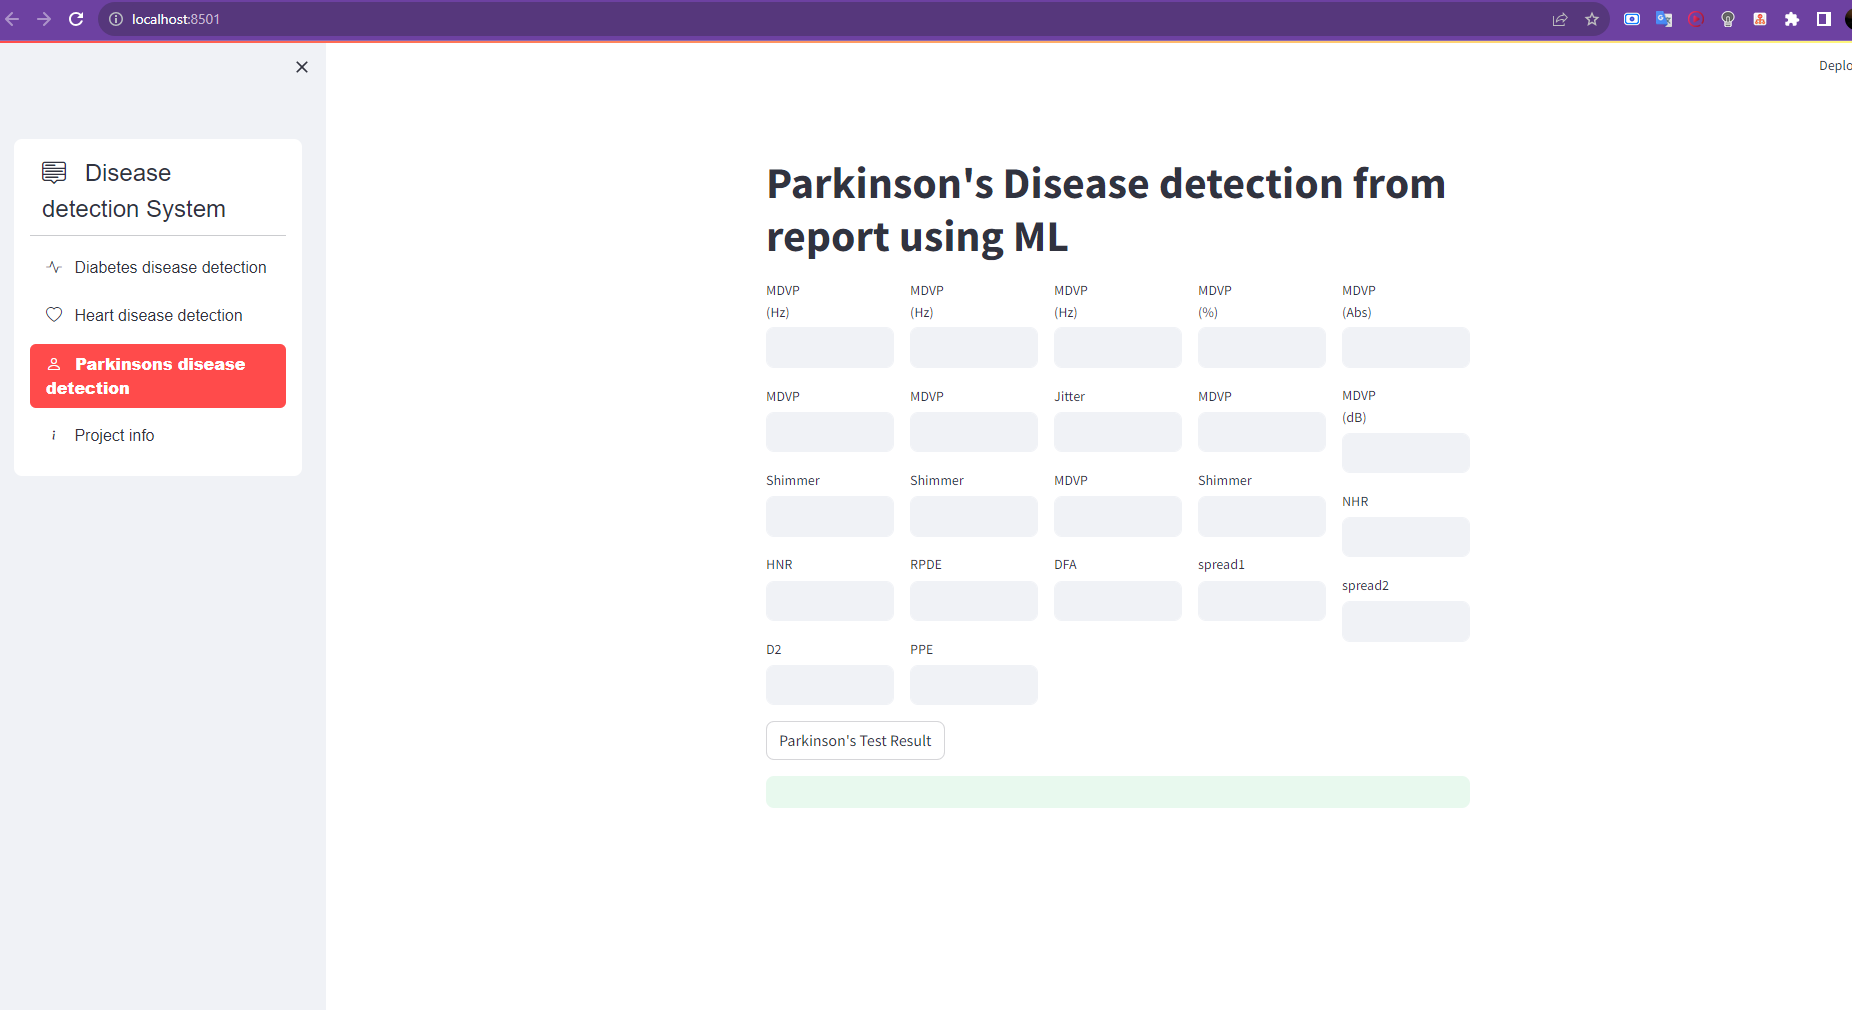 localhost:8501
Deplo
Disease
detection System
Diabetes disease detection
Heart disease detection
Parkinsons disease
detection
Project info
Parkinson's Disease detection from
report using ML
MDVP MDVP MDVP MDVP MDVP
(Hz) (Hz) (Hz) (%) (Abs)
MDVP MDVP Jitter MDVP MDVP
(dB)
Shimmer Shimmer MDVP Shimmer
NHR
HNR RPDE DFA spread1
spread2
D2 PPE
Parkinson's Test Result